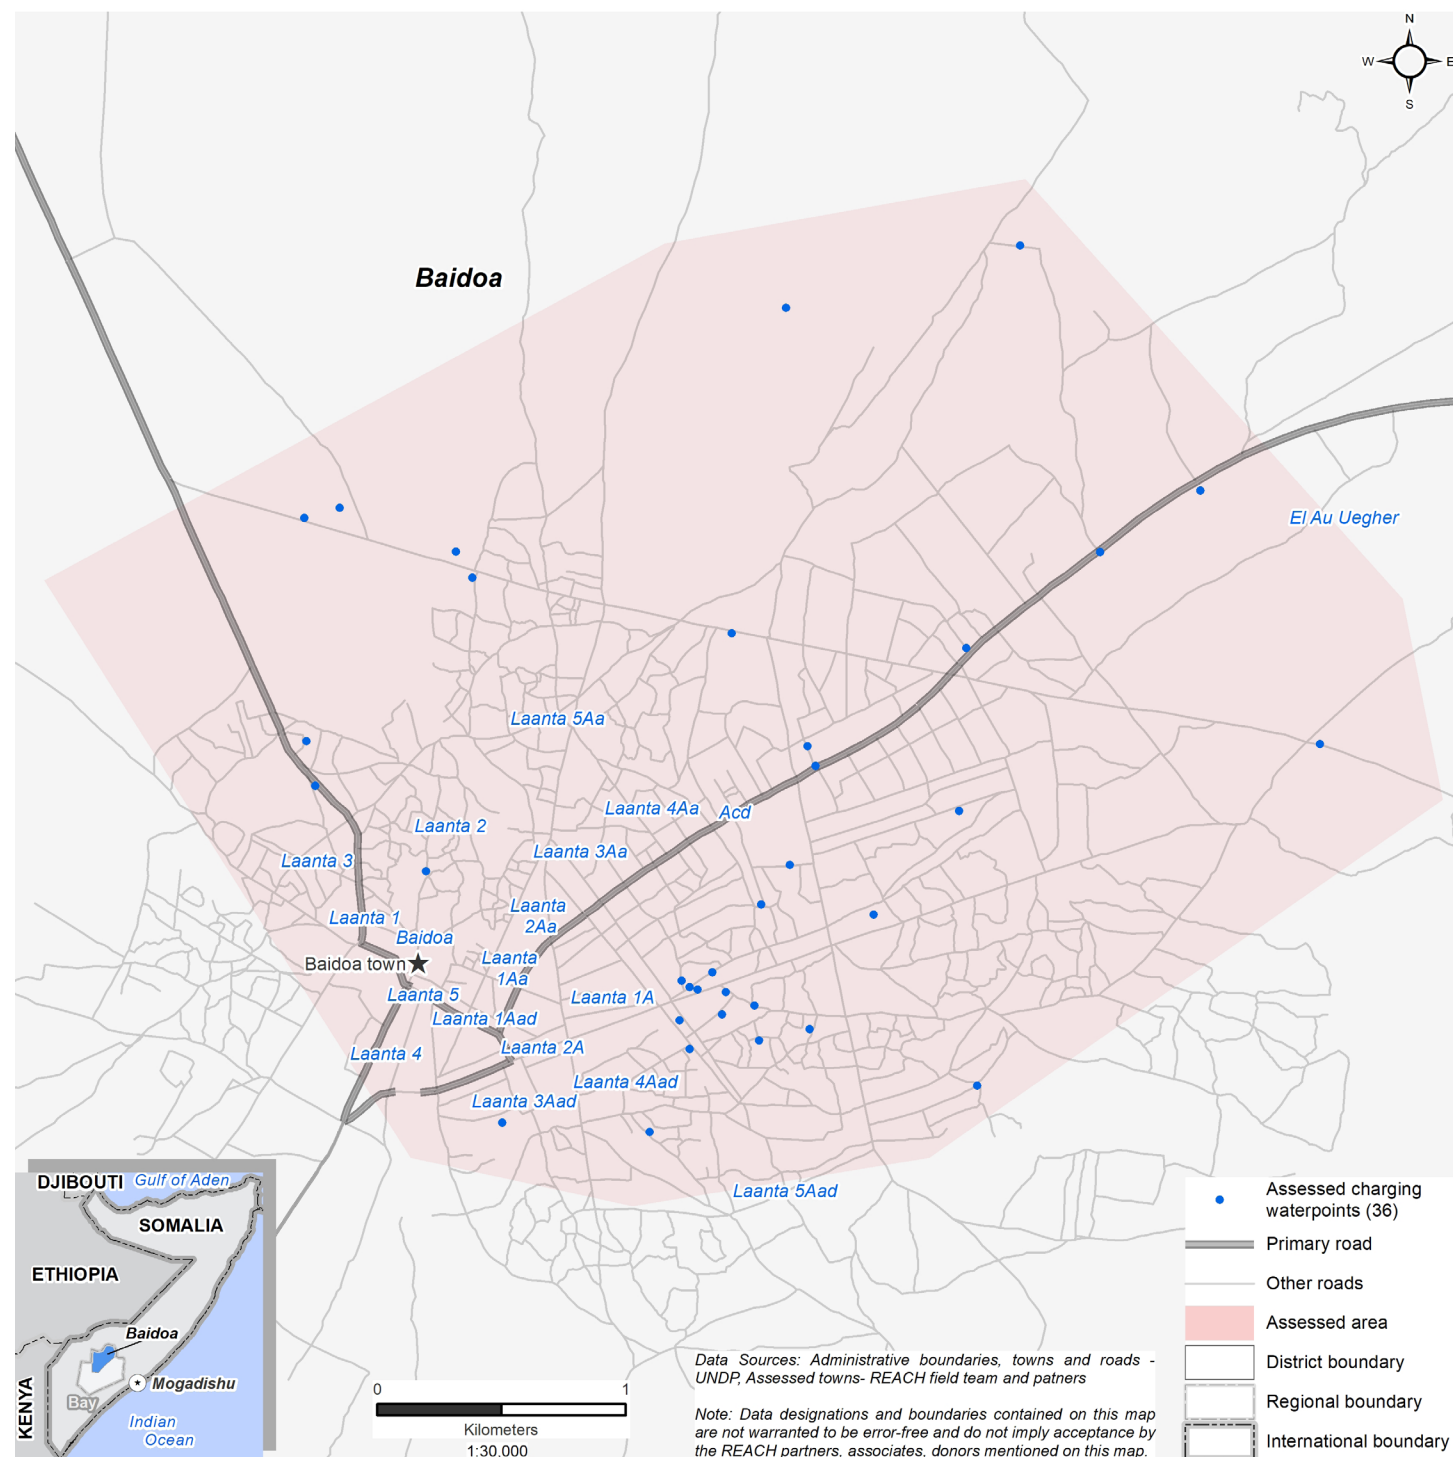 N
W
E
S
Baidoa
El Au Uegher
Laanta 5Aa
Laanta 4Aa
Acd
Laanta 2
Laanta 3Aa
Laanta 3
Laanta
2Aa
Laanta 1
Baidoa
Baidoa town
Laanta
1Aa
Laanta 5
Laanta 1A
Laanta 1Aad
Laanta 2A
Laanta 4
Laanta 4Aad
Laanta 3Aad
Laanta 5Aad
DJIBOUTI
Gulf of Aden
SOMALIA
ETHIOPIA
Baidoa
Mogadishu
Bay
KENYA
Indian
Ocean
0
1
Kilometers
1:30,000
Data Sources: Administrative boundaries, towns and roads -
UNDP, Assessed towns- REACH field team and patners
Note: Data designations and boundaries contained on this map
are not warranted to be error-free and do not imply acceptance by
the REACH partners, associates, donors mentioned on this map.
Assessed charging
waterpoints (36)
Primary road
Other roads
Assessed area
District boundary
Regional boundary
International boundary